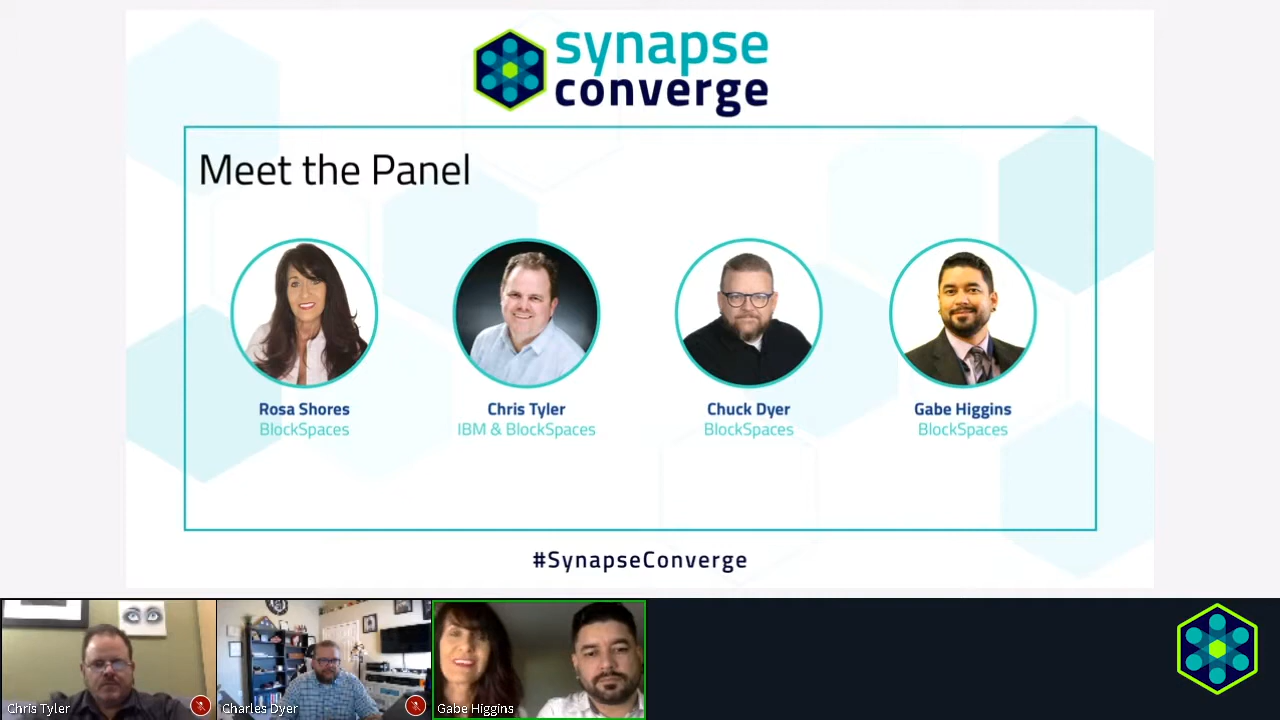 synapse
converge
Meet the Panel
Rosa Shores
BlockSpaces
Chris Tyler
IBM & BlockSpaces
Chuck Dyer
BlockSpaces
Gabe Higgins
BlockSpaces
#SynapseConverge
Chris Tyler
Charles Dyer
Gabe Higgins